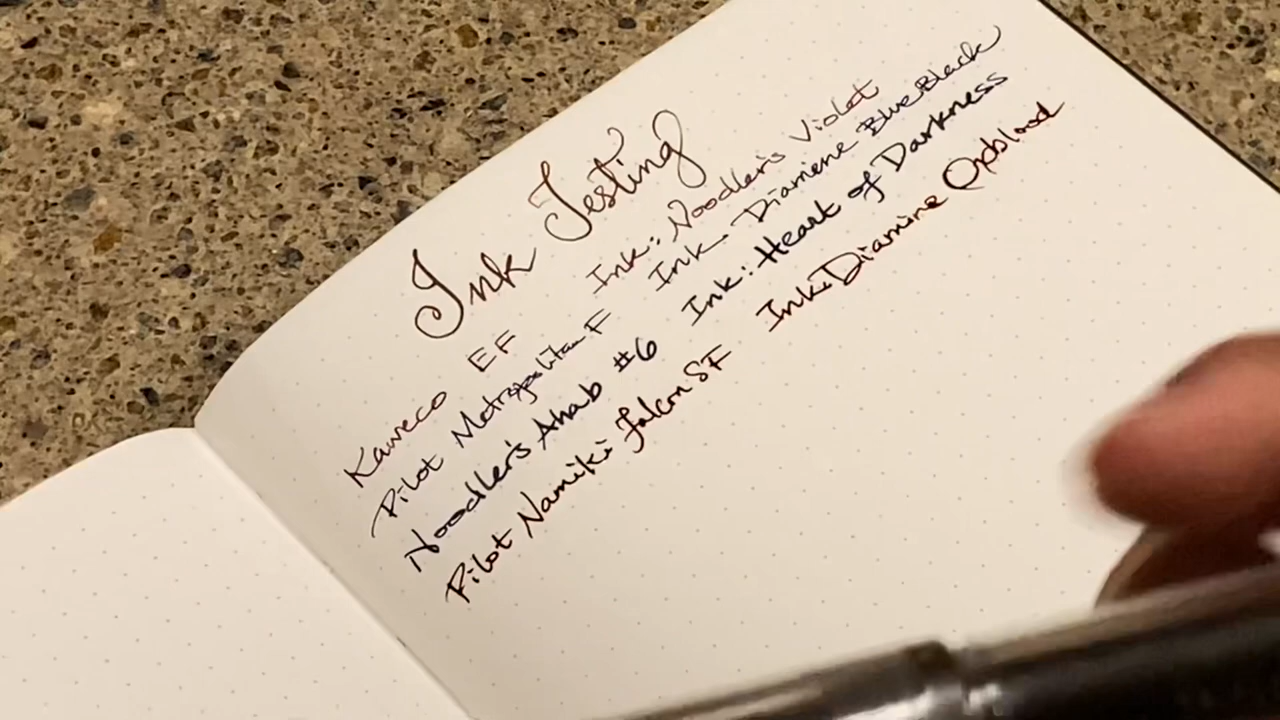 Ink Testing
Kaweco EF Ink: Noodler's Violet
Pilot Metropolitan F Ink- Diamene Blue Black
Noodler's Ahab #6 Ink: Heart of Darkness
Pilot Namiki Falcon SF Ink: Diamine Oxblood